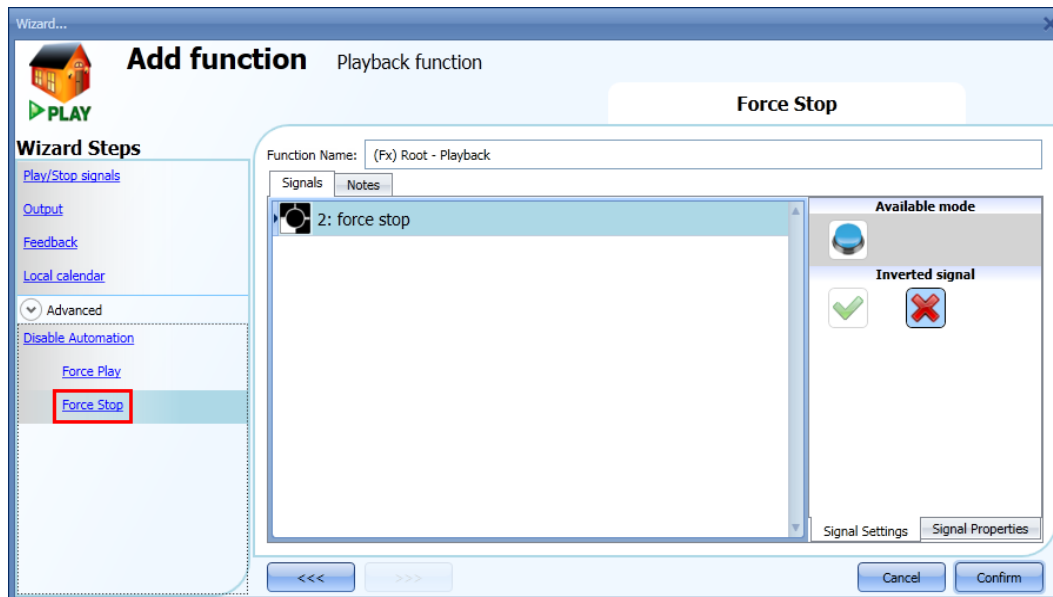 Wizard...
Add function Playback function
PLAY
Force Stop
Wizard Steps
Play/Stop signals
Output
Feedback
Local calendar
Advanced
Disable Automation
Force Play
Force Stop
Function Name: (Fx) Root - Playback
Signals Notes
2: force stop
Available mode
Inverted signal
Signal Settings Signal Properties
<<< >>> Cancel Confirm